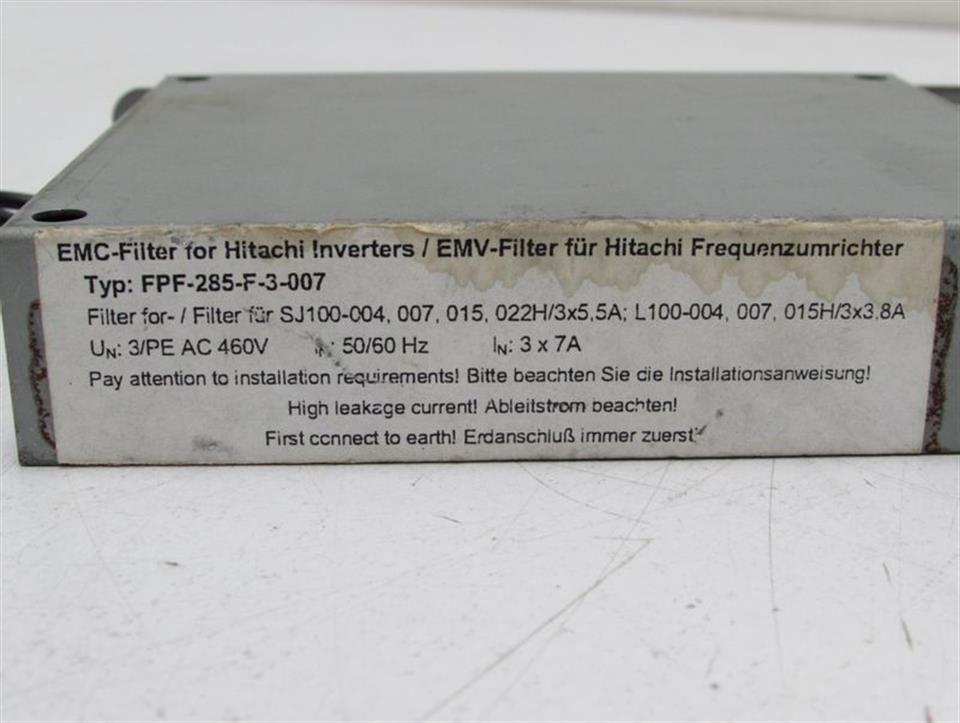 EMC-Filter for Hitachi Inverters / EMV-Filter für Hitachi Frequenzumrichter
Typ: FPF-285-F-3-007
Filter for- / Filter für SJ100-004, 007, 015, 022H/3x5,5A; L100-004, 007, 015H/3x3,8A
UN: 3/PE AC 460V : 50/60 Hz IN: 3 x 7A
Pay attention to installation requirements! Bitte beachten Sie die Installationsanweisung!
High leakage current! Ableitstrom beachten!
First connect to earth! Erdanschluß immer zuerst